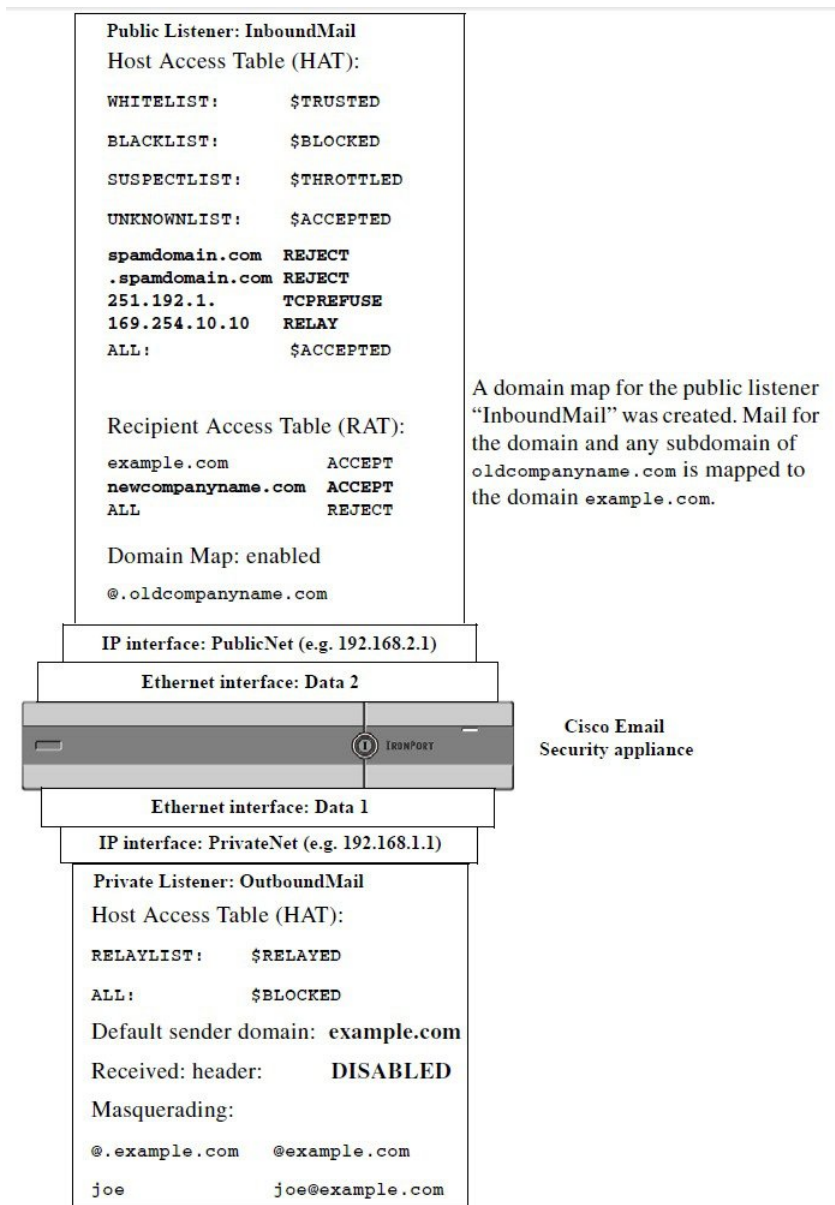 Public Listener: InboundMail
Host Access Table (HAT):
WHITELIST: $TRUSTED
BLACKLIST: $BLOCKED
SUSPECTLIST: $THROTTLED
UNKNOWNLIST: $ACCEPTED
spamdomain.com REJECT
.spamdomain.com REJECT
251.192.1. TCPREFUSE
169.254.10.10 RELAY
ALL: $ACCEPTED
Recipient Access Table (RAT):
example.com ACCEPT
newcompanyname.com ACCEPT
ALL REJECT
Domain Map: enabled
@.oldcompanyname.com
A domain map for the public listener
“InboundMail” was created. Mail for
the domain and any subdomain of
oldcompanyname.com is mapped to
the domain example.com.
IP interface: PublicNet (e.g. 192.168.2.1)
Ethernet interface: Data 2
IRONPORT
Cisco Email
Security appliance
Ethernet interface: Data 1
IP interface: PrivateNet (e.g. 192.168.1.1)
Private Listener: OutboundMail
Host Access Table (HAT):
RELAYLIST: $RELAYED
ALL: $BLOCKED
Default sender domain: example.com
Received: header: DISABLED
Masquerading:
@.example.com @example.com
joe joe@example.com